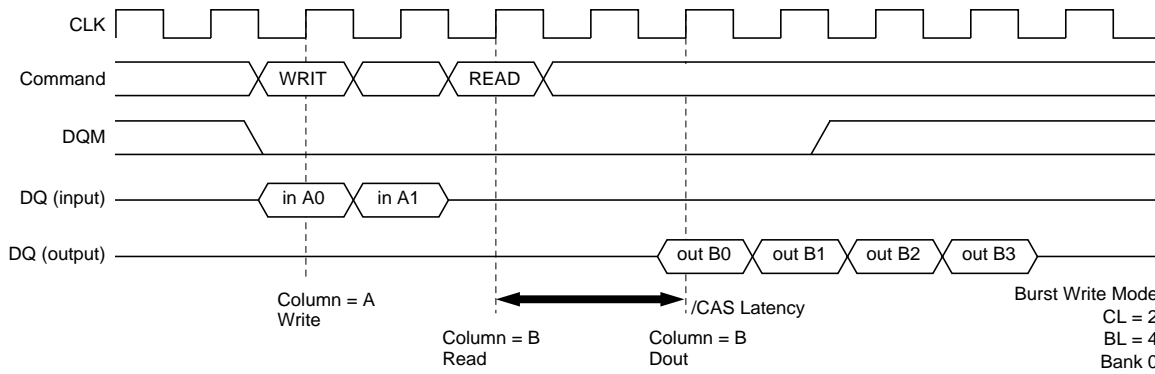 CLK
Command
WRIT
READ
DQM
DQ (input)
in A0
in A1
DQ (output)
out B0
out B1
out B2
out B3
Column = A
Write
/CAS Latency
Column = B
Read
Column = B
Dout
Burst Write Mode
CL = 2
BL = 4
Bank 0